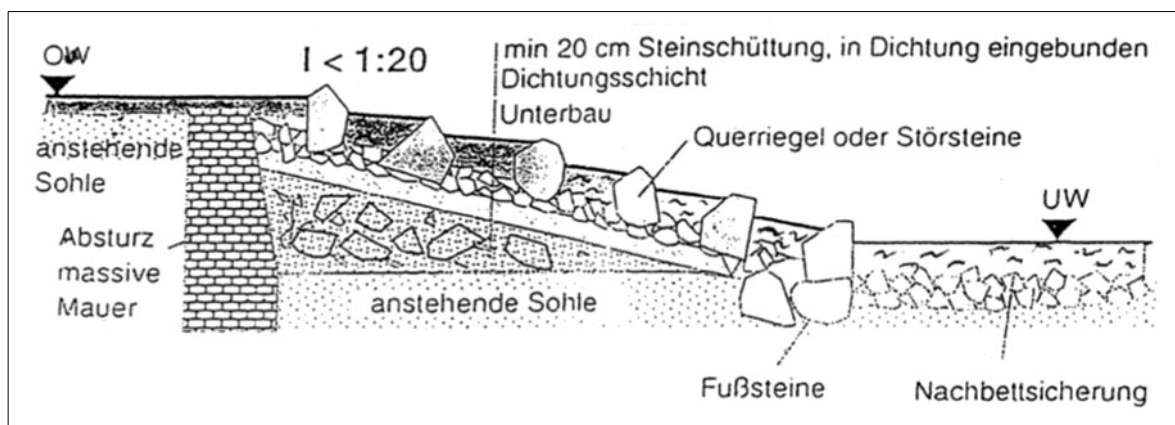 OW
I < 1:20
min 20 cm Steinschüttung, in Dichtung eingebunden
Dichtungsschicht
Unterbau
Querriegel oder Störsteine
anstehende
Sohle
UW
Absturz
massive
Mauer
anstehende Sohle
Fußsteine
Nachbettsicherung